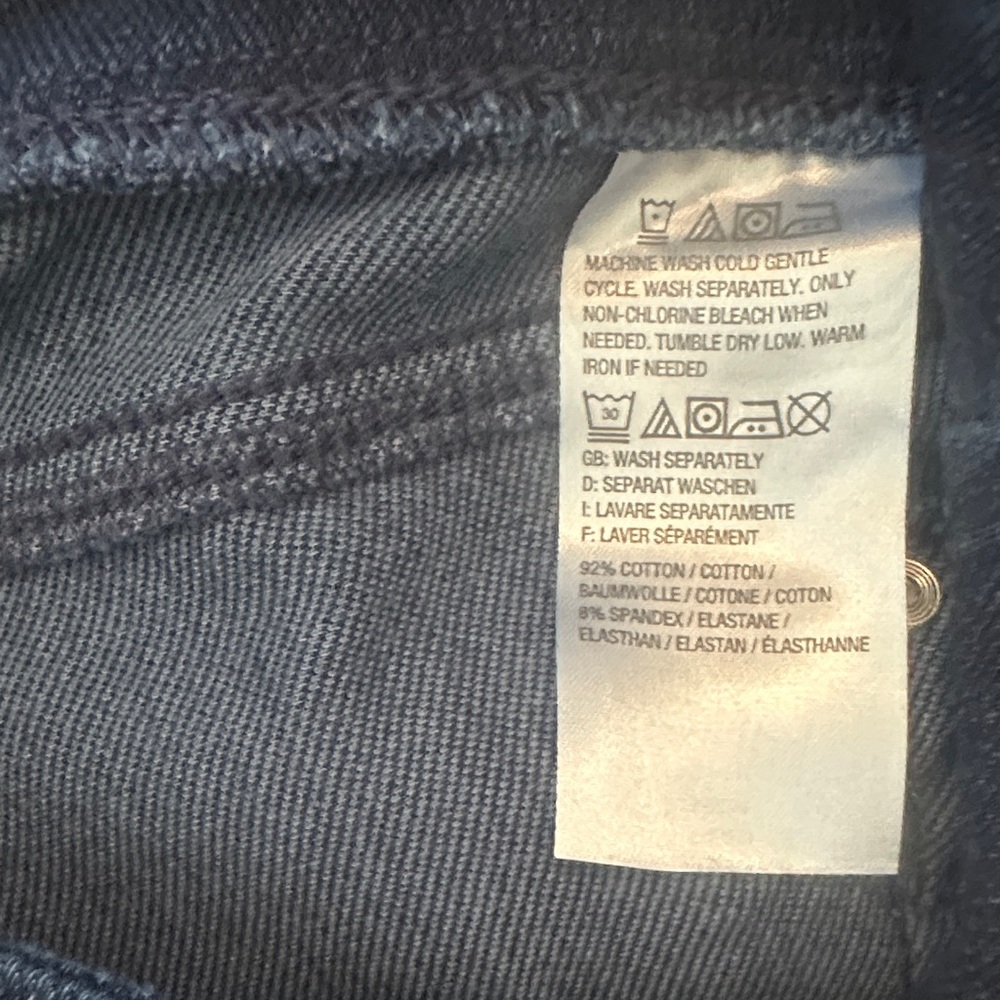 MACHINE WASH COLD GENTLE
CYCLE. WASH SEPARATELY. ONLY
NON-CHLORINE BLEACH WHEN
NEEDED. TUMBLE DRY LOW. WARM
IRON IF NEEDED
30
GB: WASH SEPARATELY
D: SEPARAT WASCHEN
I: LAVARE SEPARATAMENTE
F: LAVER SÉPARÉMENT
92% COTTON / COTTON /
BAUMWOLLE / COTONE / COTON
8% SPANDEX / ELASTANE /
ELASTHAN / ELASTAN / ÉLASTHANNE